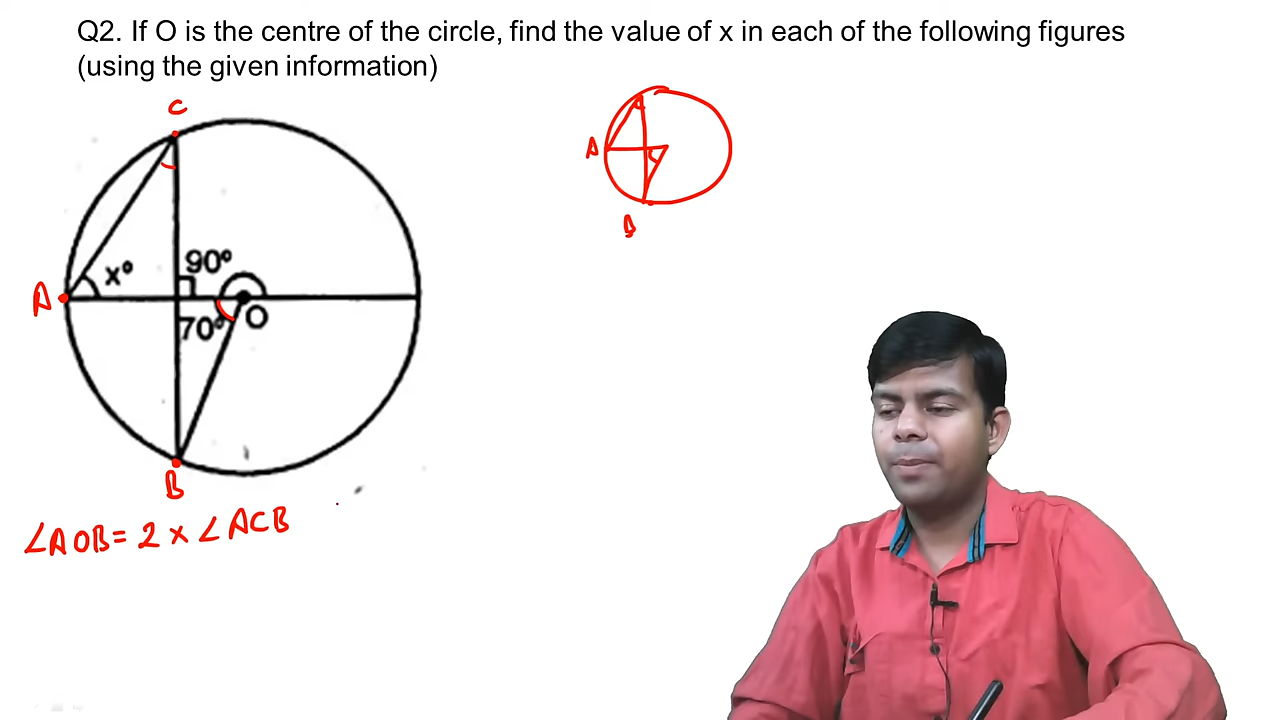 Q2. If O is the centre of the circle, find the value of x in each of the following figures
(using the given information)
C
A
x°
90°
70°
O
B
∠AOB = 2 × ∠ACB
A
B